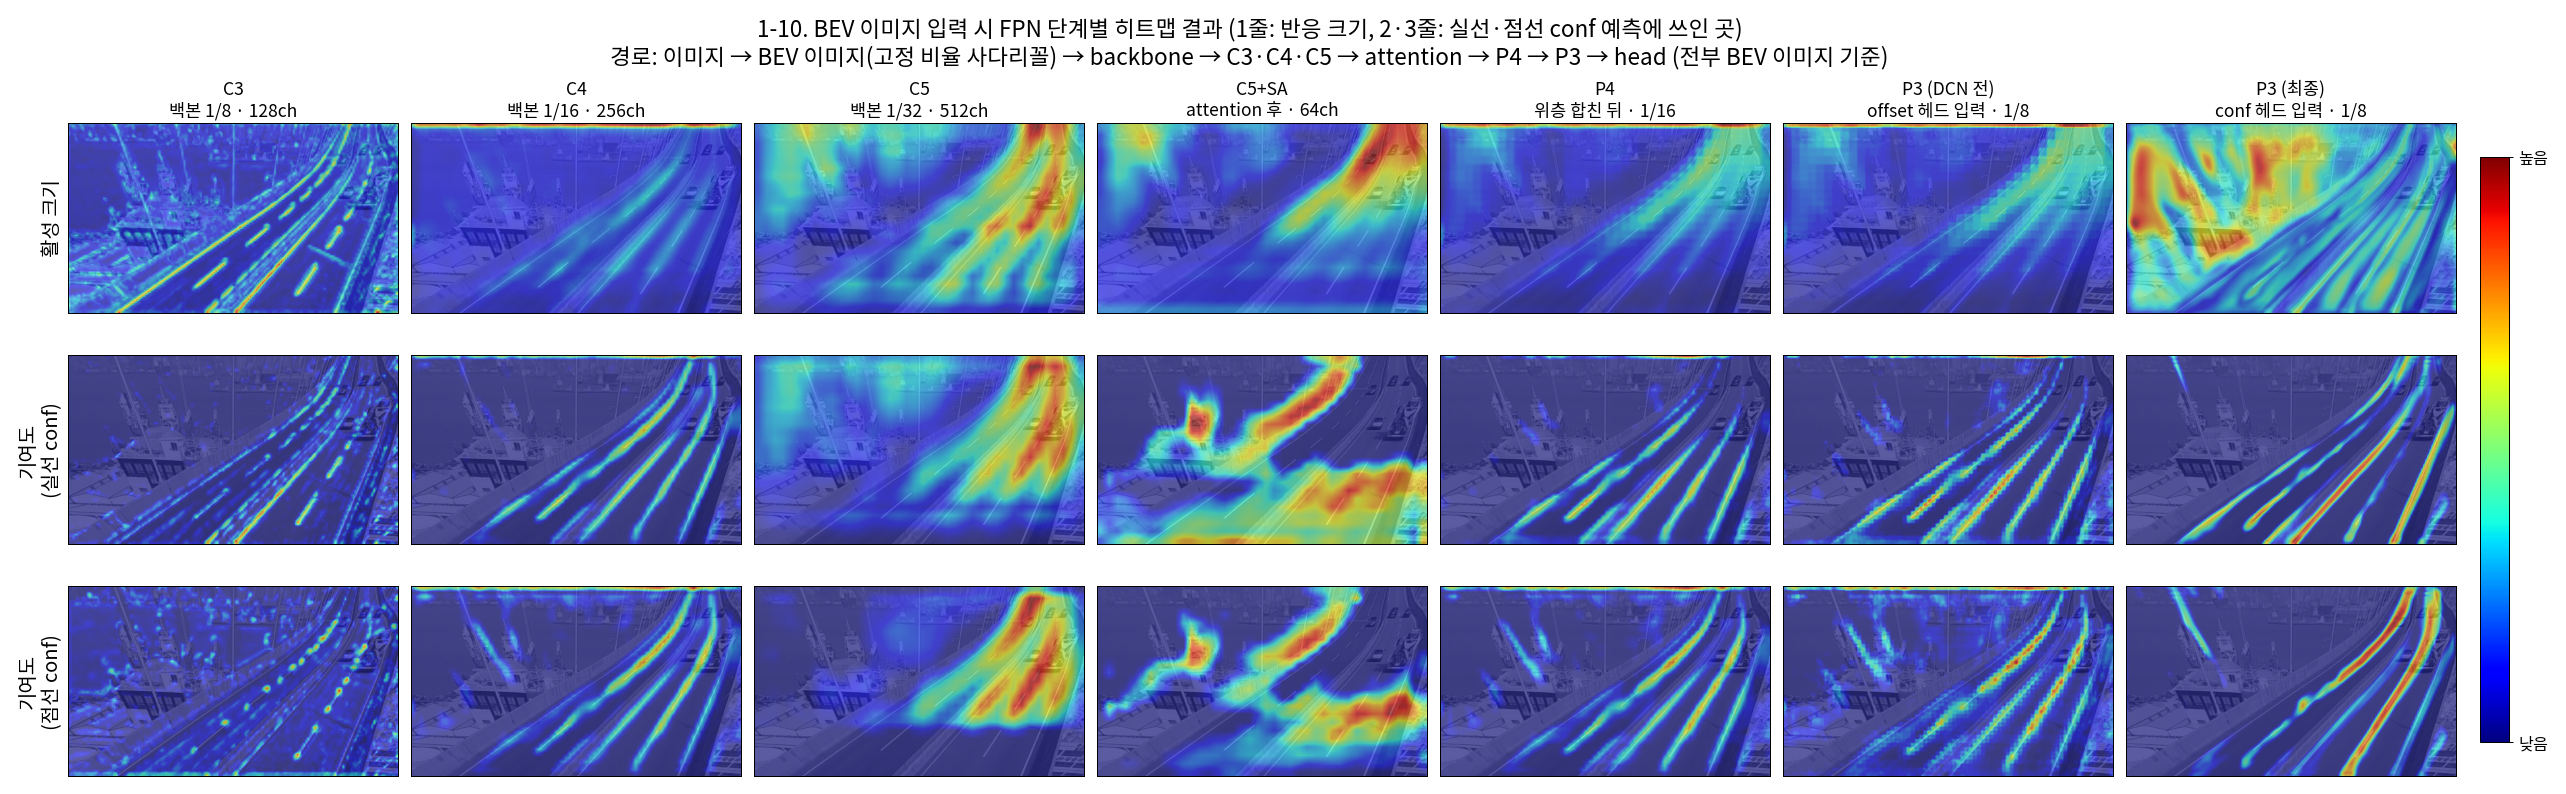 1-10. BEV 이미지 입력 시 FPN 단계별 히트맵 결과 (1줄: 반응 크기, 2·3줄: 실선·점선 conf 예측에 쓰인 곳)
경로: 이미지 → BEV 이미지(고정 비율 사다리꼴) → backbone → C3·C4·C5 → attention → P4 → P3 → head (전부 BEV 이미지 기준)
C3
백본 1/8 · 128ch
C4
백본 1/16 · 256ch
C5
백본 1/32 · 512ch
C5+SA
attention 후 · 64ch
P4
위층 합친 뒤 · 1/16
P3 (DCN 전)
offset 헤드 입력 · 1/8
P3 (최종)
conf 헤드 입력 · 1/8
활성 크기
기여도
(실선 conf)
기여도
(점선 conf)
높음
낮음